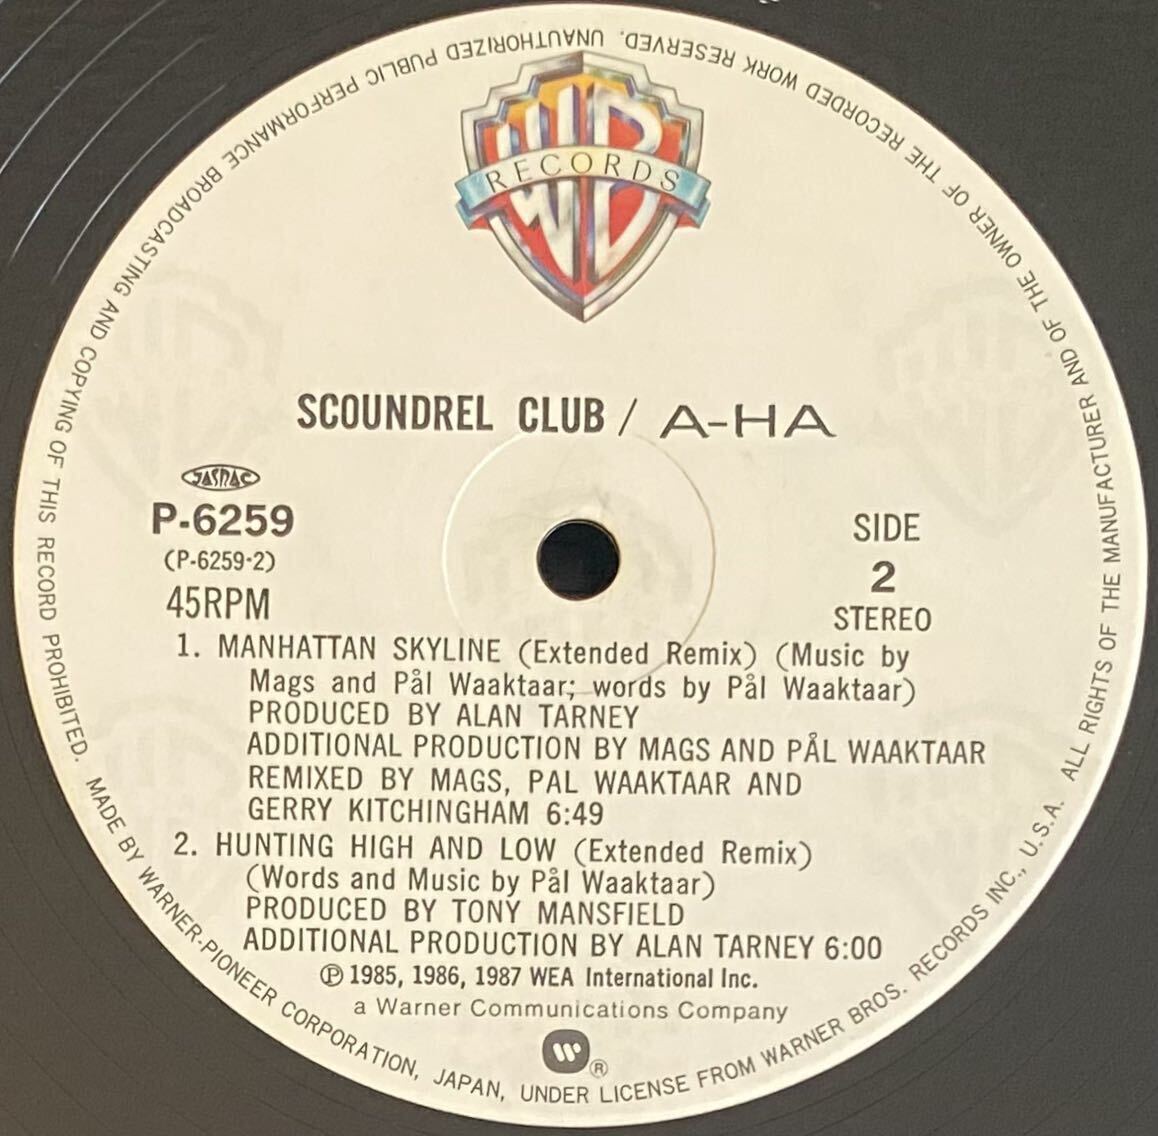 WB
RECORDS
SCOUNDREL CLUB / A-HA
JASRAC
P-6259
(P-6259-2)
45RPM
SIDE
2
STEREO
1. MANHATTAN SKYLINE (Extended Remix) (Music by
Mags and Pål Waaktaar; words by Pål Waaktaar)
PRODUCED BY ALAN TARNEY
ADDITIONAL PRODUCTION BY MAGS AND PÅL WAAKTAAR
REMIXED BY MAGS, PAL WAAKTAAR AND
GERRY KITCHINGHAM 6:49
2. HUNTING HIGH AND LOW (Extended Remix)
(Words and Music by Pål Waaktaar)
PRODUCED BY TONY MANSFIELD
ADDITIONAL PRODUCTION BY ALAN TARNEY 6:00
℗ 1985, 1986, 1987 WEA International Inc.
a Warner Communications Company
W ®
MADE BY WARNER-PIONEER CORPORATION, JAPAN, UNDER LICENSE FROM WARNER BROS. RECORDS INC., U.S.A. ALL RIGHTS OF THE MANUFACTURER AND OF THE OWNER OF THE RECORDED WORK RESERVED. UNAUTHORIZED PUBLIC PERFORMANCE BROADCASTING AND COPYING OF THIS RECORD PROHIBITED.